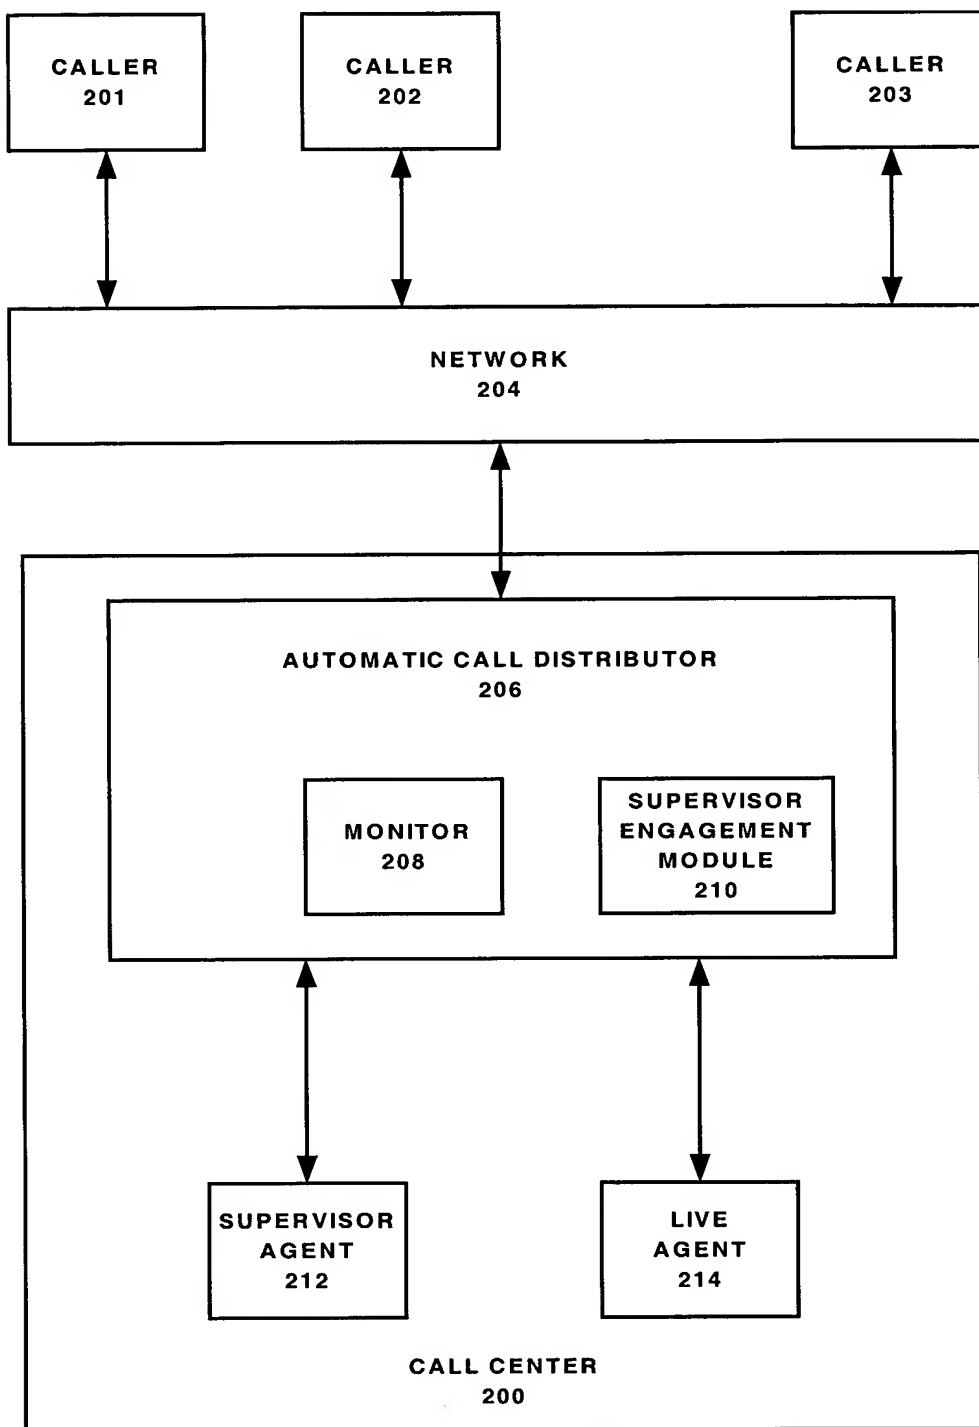 CALLER
201
CALLER
202
CALLER
203
NETWORK
204
AUTOMATIC CALL DISTRIBUTOR
206
MONITOR
208
SUPERVISOR
ENGAGEMENT
MODULE
210
SUPERVISOR
AGENT
212
LIVE
AGENT
214
CALL CENTER
200